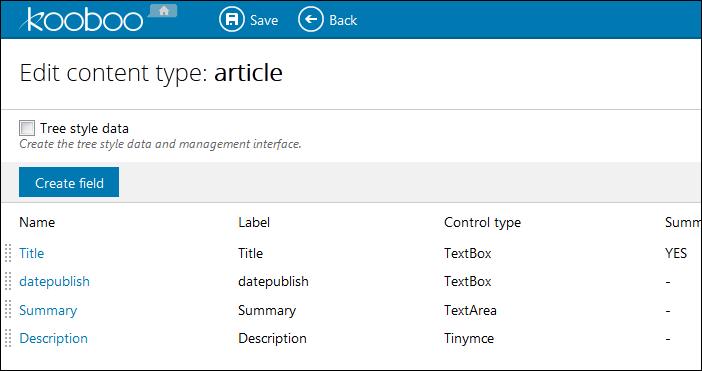 kooboo Save Back
Edit content type: article
Tree style data
Create the tree style data and management interface.
Create field
Name Label Control type Summ
Title Title TextBox YES
datepublish datepublish TextBox -
Summary Summary TextArea -
Description Description Tinymce -